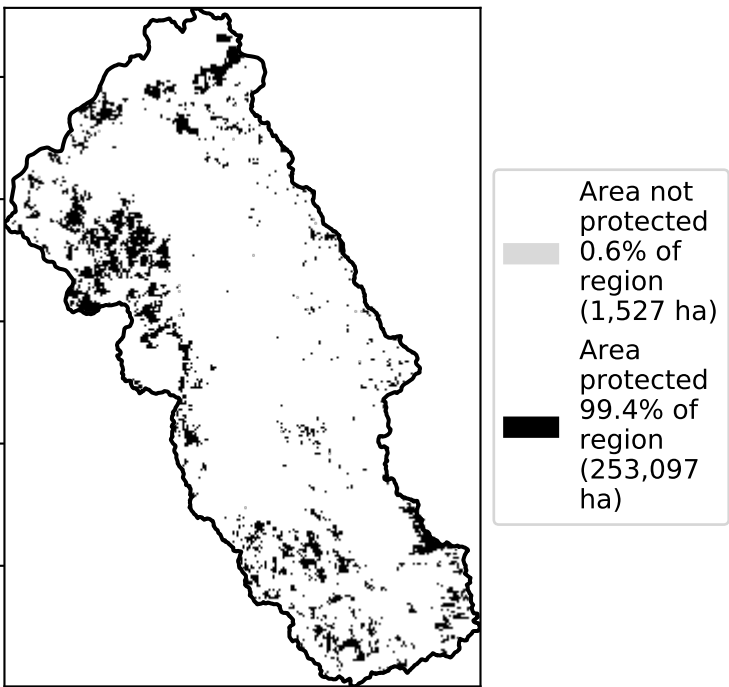 Area not
protected
0.6% of
region
(1,527 ha)
Area
protected
99.4% of
region
(253,097
ha)